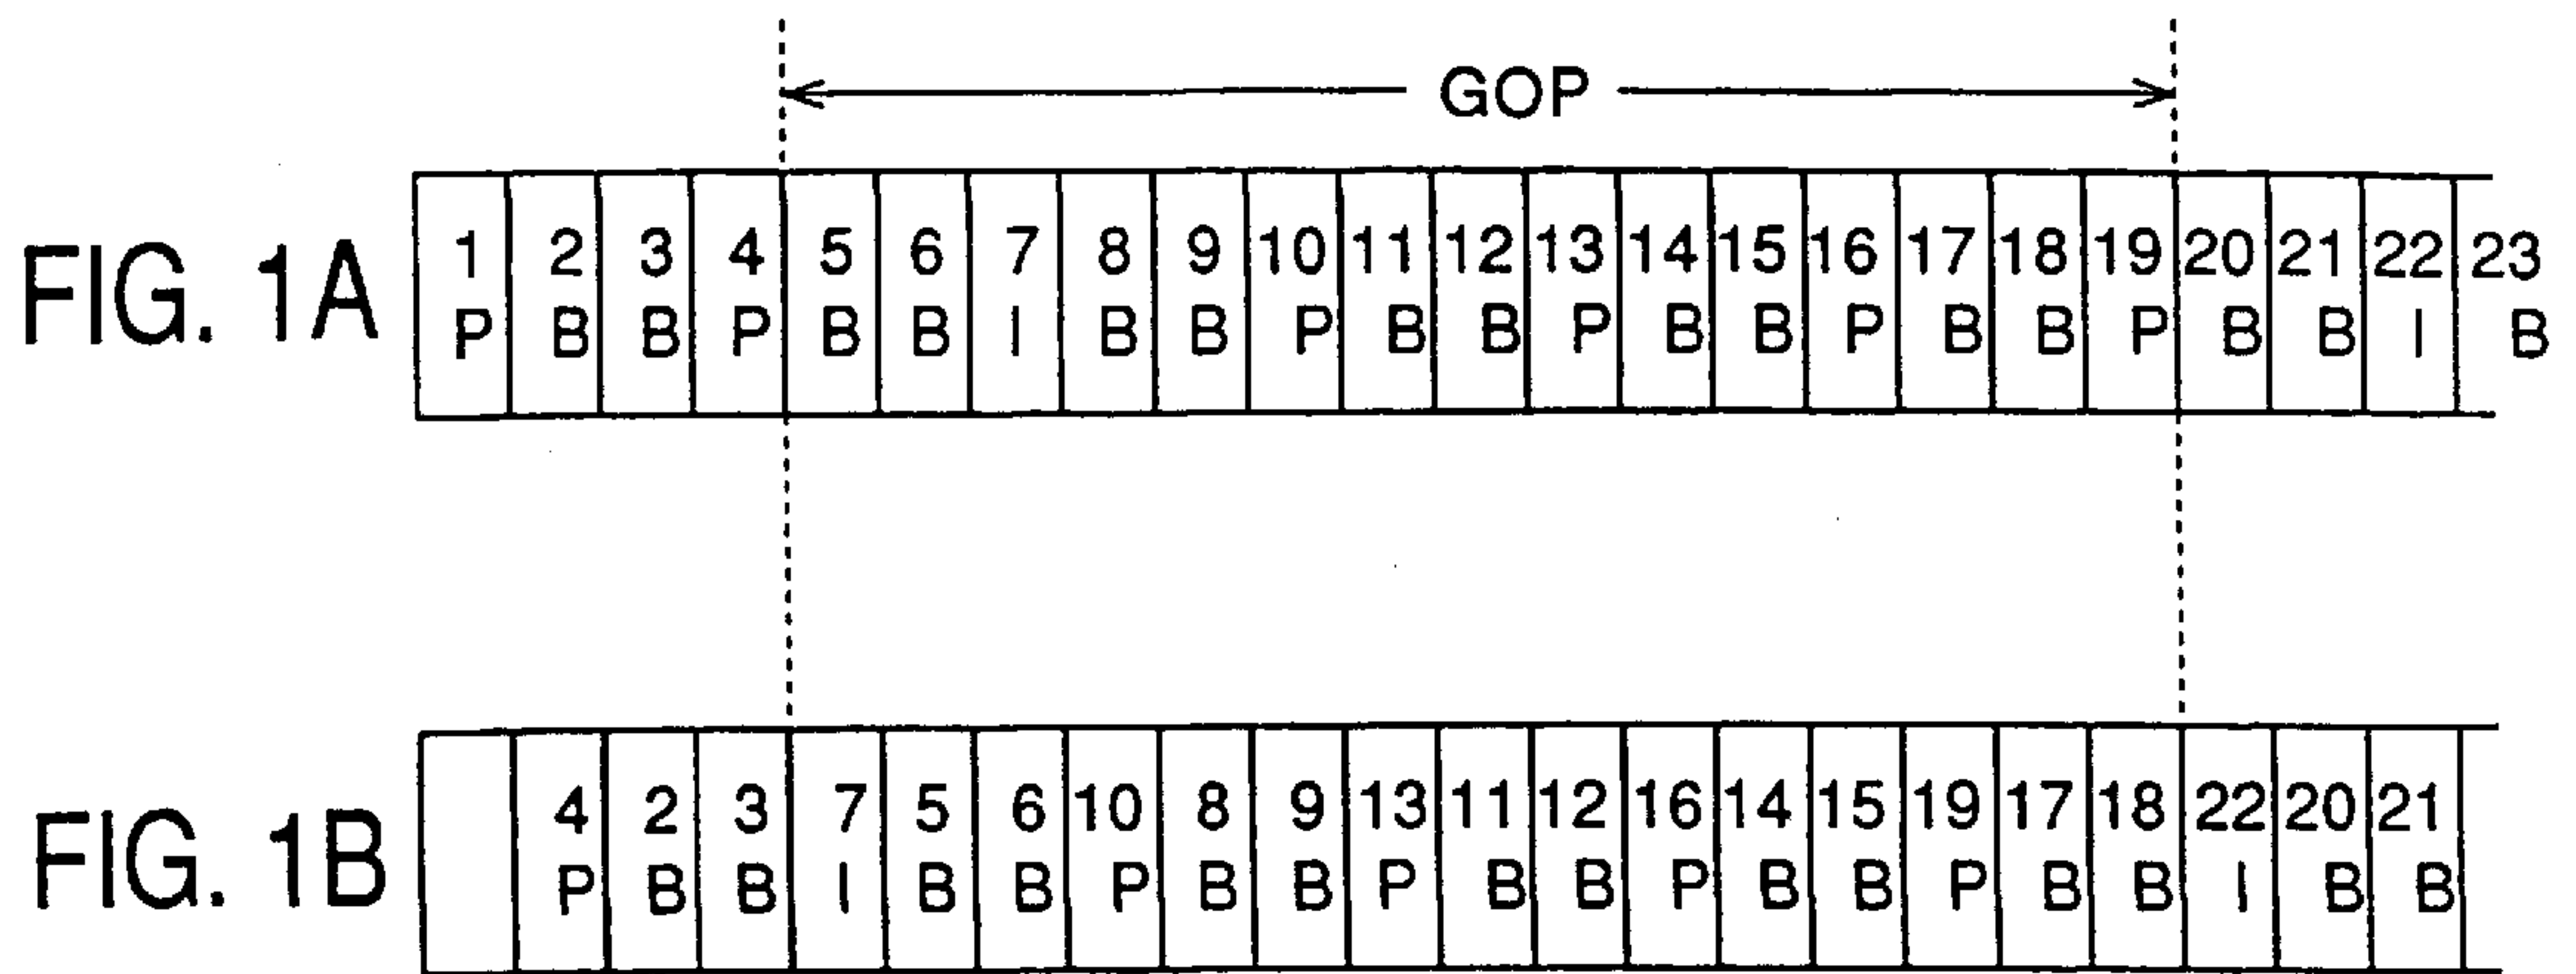 GOP
FIG. 1A
1 2 3 4 5 6 7 8 9 10 11 12 13 14 15 16 17 18 19 20 21 22 23
P B B P B B I B B P B B P B B P B B P B B I B
FIG. 1B
4 2 3 7 5 6 10 8 9 13 11 12 16 14 15 19 17 18 22 20 21
P B B I B B P B B P B B P B B P B B I B B